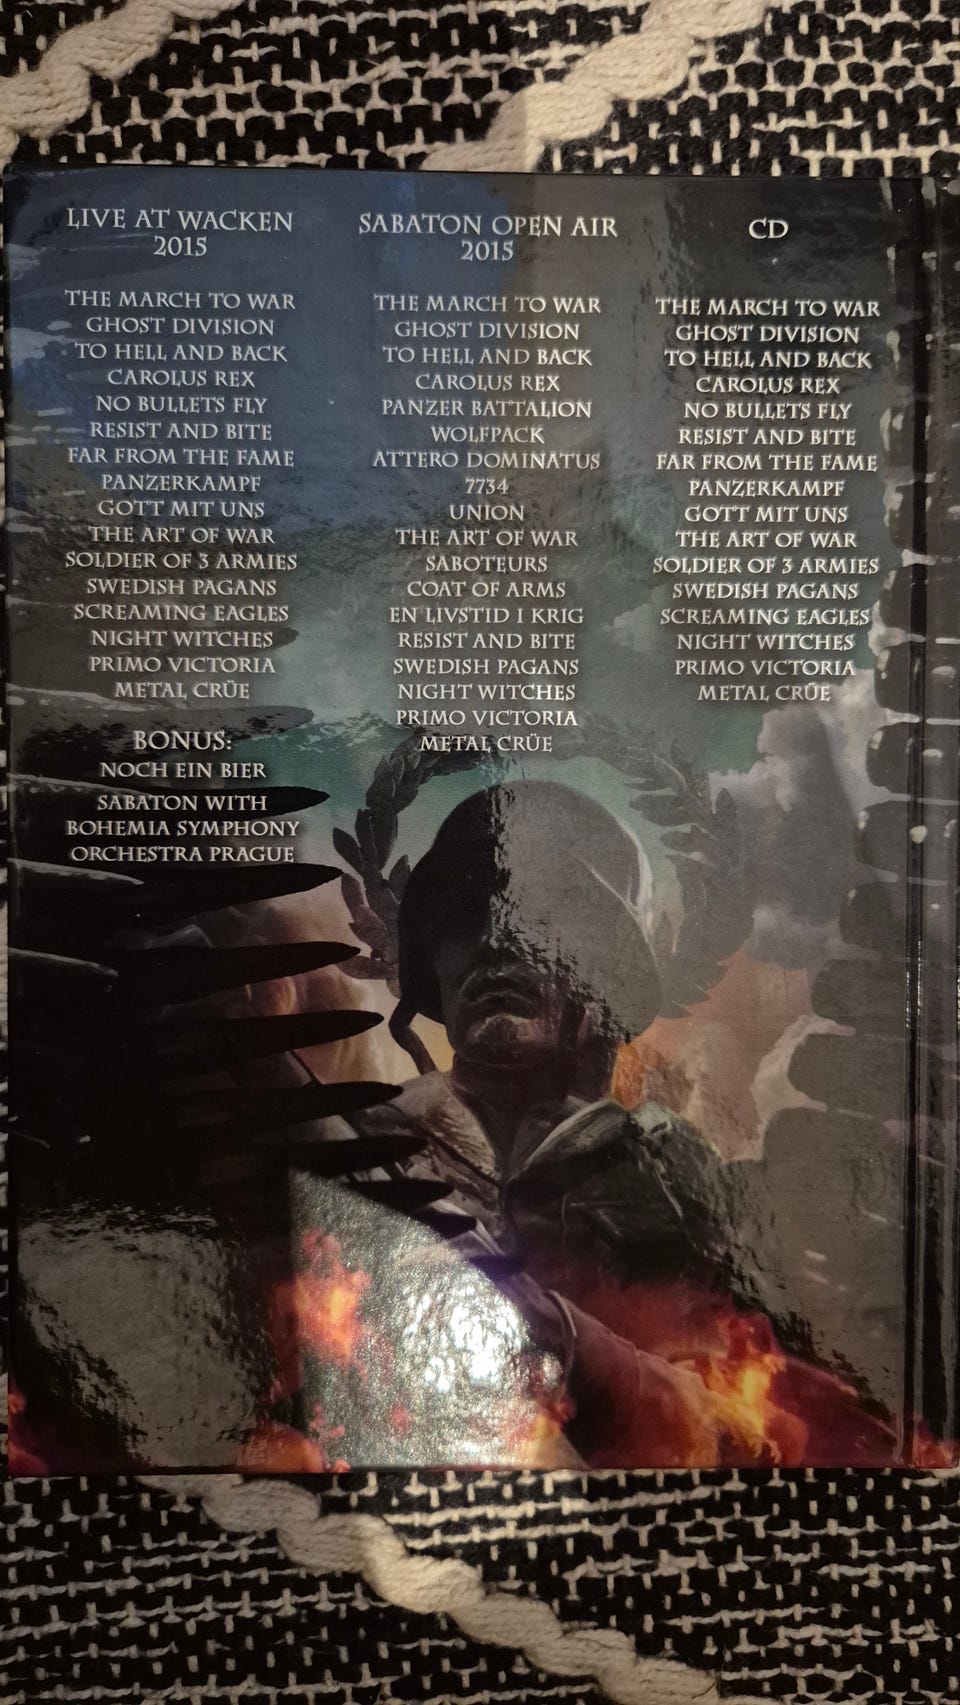 LIVE AT WACKEN
2015
THE MARCH TO WAR
GHOST DIVISION
TO HELL AND BACK
CAROLUS REX
NO BULLETS FLY
RESIST AND BITE
FAR FROM THE FAME
PANZERKAMPF
GOTT MIT UNS
THE ART OF WAR
SOLDIER OF 3 ARMIES
SWEDISH PAGANS
SCREAMING EAGLES
NIGHT WITCHES
PRIMO VICTORIA
METAL CRÜE
BONUS:
NOCH EIN BIER
SABATON WITH
BOHEMIA SYMPHONY
ORCHESTRA PRAGUE
SABATON OPEN AIR
2015
THE MARCH TO WAR
GHOST DIVISION
TO HELL AND BACK
CAROLUS REX
PANZER BATTALION
WOLFPACK
ATTERO DOMINATUS
7734
UNION
THE ART OF WAR
SABOTEURS
COAT OF ARMS
EN LIVSTID I KRIG
RESIST AND BITE
SWEDISH PAGANS
NIGHT WITCHES
PRIMO VICTORIA
METAL CRÜE
CD
THE MARCH TO WAR
GHOST DIVISION
TO HELL AND BACK
CAROLUS REX
NO BULLETS FLY
RESIST AND BITE
FAR FROM THE FAME
PANZERKAMPF
GOTT MIT UNS
THE ART OF WAR
SOLDIER OF 3 ARMIES
SWEDISH PAGANS
SCREAMING EAGLES
NIGHT WITCHES
PRIMO VICTORIA
METAL CRÜE